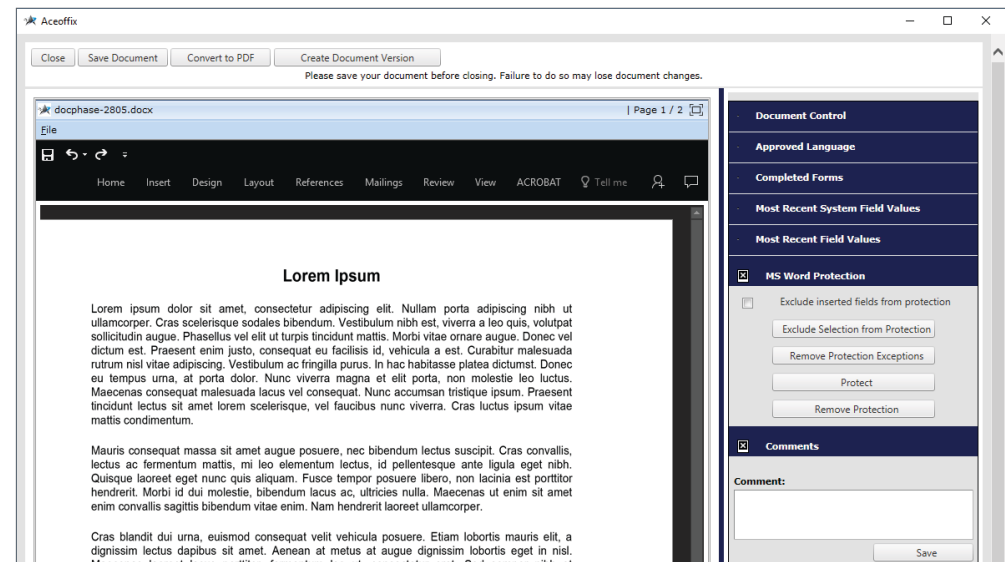 Aceoffix
Close Save Document Convert to PDF Create Document Version
Please save your document before closing. Failure to do so may lose document changes.
docphase-2805.docx | Page 1 / 2
File
Home Insert Design Layout References Mailings Review View ACROBAT Tell me
Lorem Ipsum
Lorem ipsum dolor sit amet, consectetur adipiscing elit. Nullam porta adipiscing nibh ut
ullamcorper. Cras scelerisque sodales bibendum. Vestibulum nibh est, viverra a leo quis, volutpat
sollicitudin augue. Phasellus vel elit ut turpis tincidunt mattis. Morbi vitae ornare augue. Donec vel
dictum est. Praesent enim justo, consequat eu facilisis id, vehicula a est. Curabitur malesuada
rutrum nisl vitae adipiscing. Vestibulum ac fringilla purus. In hac habitasse platea dictumst. Donec
eu tempus urna, at porta dolor. Nunc viverra magna et elit porta, non molestie leo luctus.
Maecenas consequat malesuada lacus vel consequat. Nunc accumsan tristique ipsum. Praesent
tincidunt lectus sit amet lorem scelerisque, vel faucibus nunc viverra. Cras luctus ipsum vitae
mattis condimentum.
Mauris consequat massa sit amet augue posuere, nec bibendum lectus suscipit. Cras convallis,
lectus ac fermentum mattis, mi leo elementum lectus, id pellentesque ante ligula eget nibh.
Quisque laoreet eget nunc quis aliquam. Fusce tempor posuere libero, non lacinia est porttitor
hendrerit. Morbi id dui molestie, bibendum lacus ac, ultricies nulla. Maecenas ut enim sit amet
enim convallis sagittis bibendum vitae enim. Nam hendrerit laoreet ullamcorper.
Cras blandit dui urna, euismod consequat velit vehicula posuere. Etiam lobortis mauris elit, a
dignissim lectus dapibus sit amet. Aenean at metus at augue dignissim lobortis eget in nisl.
Document Control
Approved Language
Completed Forms
Most Recent System Field Values
Most Recent Field Values
MS Word Protection
Exclude inserted fields from protection
Exclude Selection from Protection
Remove Protection Exceptions
Protect
Remove Protection
Comments
Comment:
Save